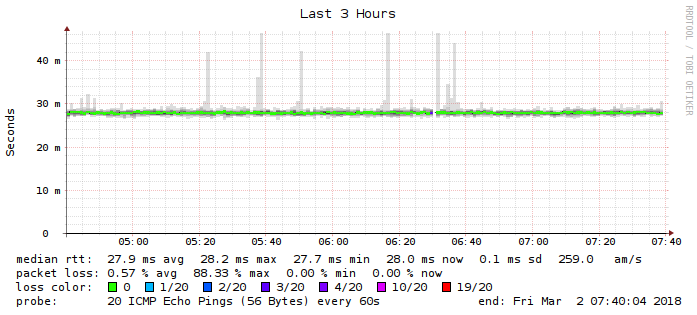 Last 3 Hours
RRDTOOL / TOBI OETIKER
Seconds
40 m
30 m
20 m
10 m
0
05:00 05:20 05:40 06:00 06:20 06:40 07:00 07:20 07:40
median rtt: 27.9 ms avg 28.2 ms max 27.7 ms min 28.0 ms now 0.1 ms sd 259.0 am/s
packet loss: 0.57 % avg 88.33 % max 0.00 % min 0.00 % now
loss color: 0 1/20 2/20 3/20 4/20 10/20 19/20
probe: 20 ICMP Echo Pings (56 Bytes) every 60s end: Fri Mar 2 07:40:04 2018